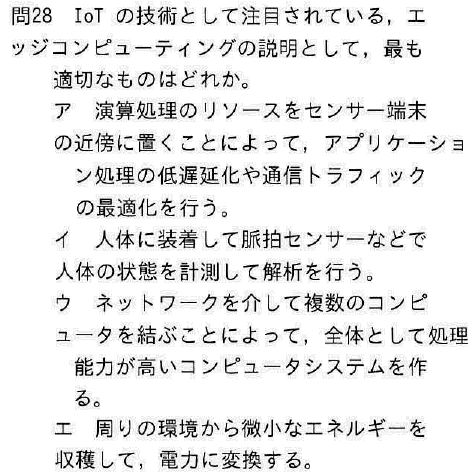 問28　IoT の技術として注目されている，エ
ッジコンピューティングの説明として，最も
適切なものはどれか。
ア　演算処理のリソースをセンサー端末
の近傍に置くことによって，アプリケーショ
ン処理の低遅延化や通信トラフィック
の最適化を行う。
イ　人体に装着して脈拍センサーなどで
人体の状態を計測して解析を行う。
ウ　ネットワークを介して複数のコンピ
ュータを結ぶことによって，全体として処理
能力が高いコンピュータシステムを作
る。
エ　周りの環境から微小なエネルギーを
収穫して，電力に変換する。